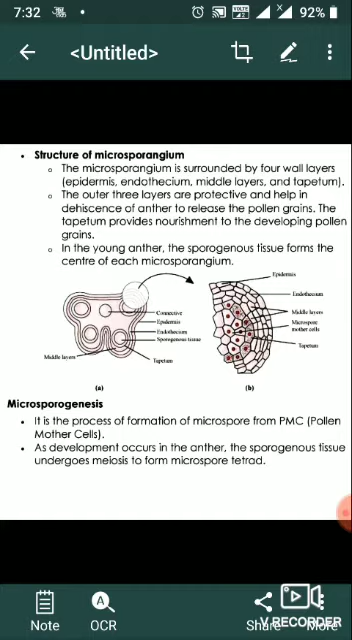 7:32
92%
<Untitled>
• Structure of microsporangium
o The microsporangium is surrounded by four wall layers
(epidermis, endothecium, middle layers, and tapetum).
o The outer three layers are protective and help in
dehiscence of anther to release the pollen grains. The
tapetum provides nourishment to the developing pollen
grains.
o In the young anther, the sporogenous tissue forms the
centre of each microsporangium.
Connective
Epidermis
Endothecium
Sporogenous tissue
Tapetum
Middle layers
(a)
Epidermis
Endothecium
Middle layers
Microspore
mother cells
Tapetum
(b)
Microsporogenesis
• It is the process of formation of microspore from PMC (Pollen
Mother Cells).
• As development occurs in the anther, the sporogenous tissue
undergoes meiosis to form microspore tetrad.
Note
A
OCR
Share
More
V RECORDER